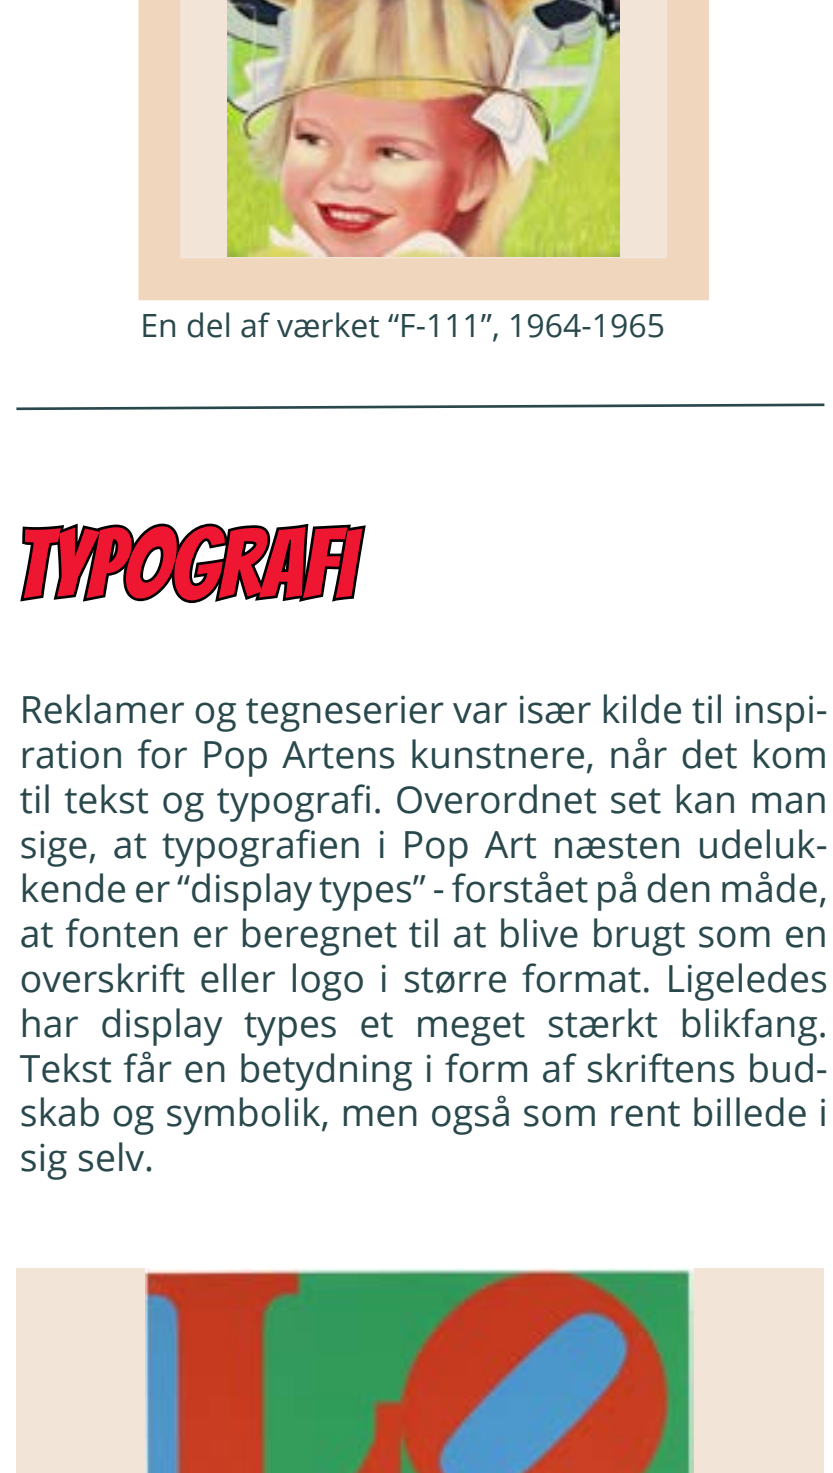 En del af værket “F-111”, 1964-1965
TYPOGRAFI
Reklamer og tegneserier var især kilde til inspi-
ration for Pop Artens kunstnere, når det kom
til tekst og typografi. Overordnet set kan man
sige, at typografien i Pop Art næsten udeluk-
kende er “display types” - forstået på den måde,
at fonten er beregnet til at blive brugt som en
overskrift eller logo i større format. Ligeledes
har display types et meget stærkt blikfang.
Tekst får en betydning i form af skriftens bud-
skab og symbolik, men også som rent billede i
sig selv.
LO